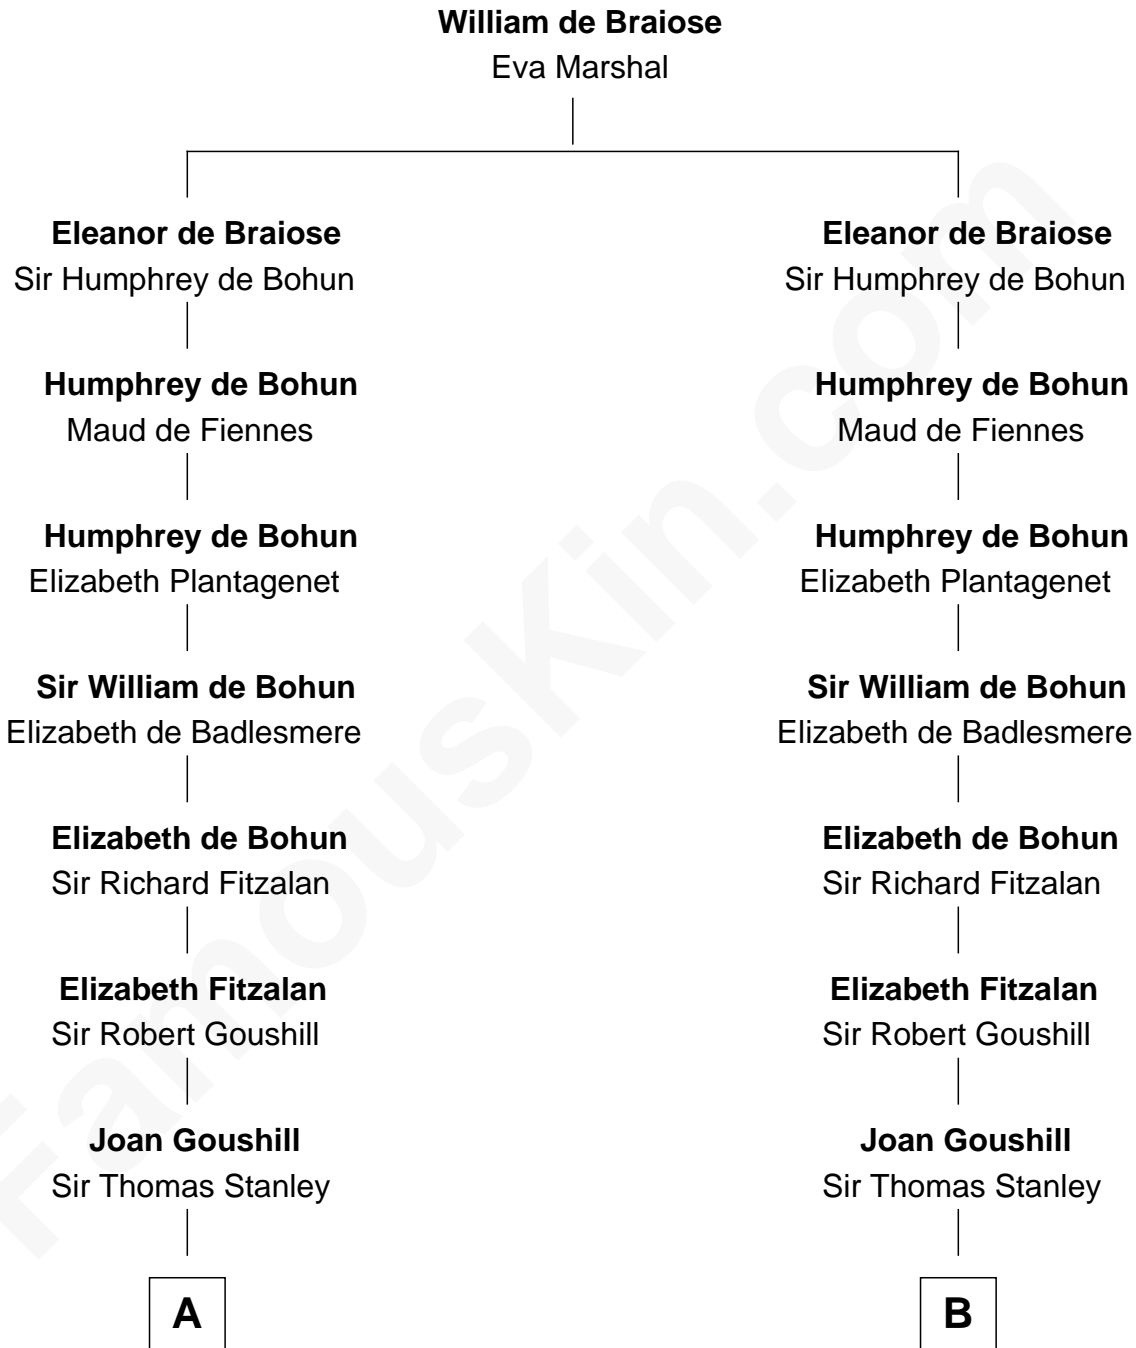 William de Braiose
Eva Marshal
Eleanor de Braiose
Sir Humphrey de Bohun
Humphrey de Bohun
Maud de Fiennes
Humphrey de Bohun
Elizabeth Plantagenet
Sir William de Bohun
Elizabeth de Badlesmere
Elizabeth de Bohun
Sir Richard Fitzalan
Elizabeth Fitzalan
Sir Robert Goushill
Joan Goushill
Sir Thomas Stanley
A
Eleanor de Braiose
Sir Humphrey de Bohun
Humphrey de Bohun
Maud de Fiennes
Humphrey de Bohun
Elizabeth Plantagenet
Sir William de Bohun
Elizabeth de Badlesmere
Elizabeth de Bohun
Sir Richard Fitzalan
Elizabeth Fitzalan
Sir Robert Goushill
Joan Goushill
Sir Thomas Stanley
B
FamousKin.com